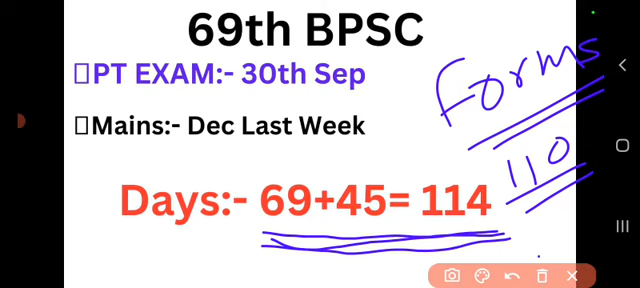 69th BPSC
▯PT EXAM:- 30th Sep
Forms
▯Mains:- Dec Last Week
110
Days:- 69+45= 114